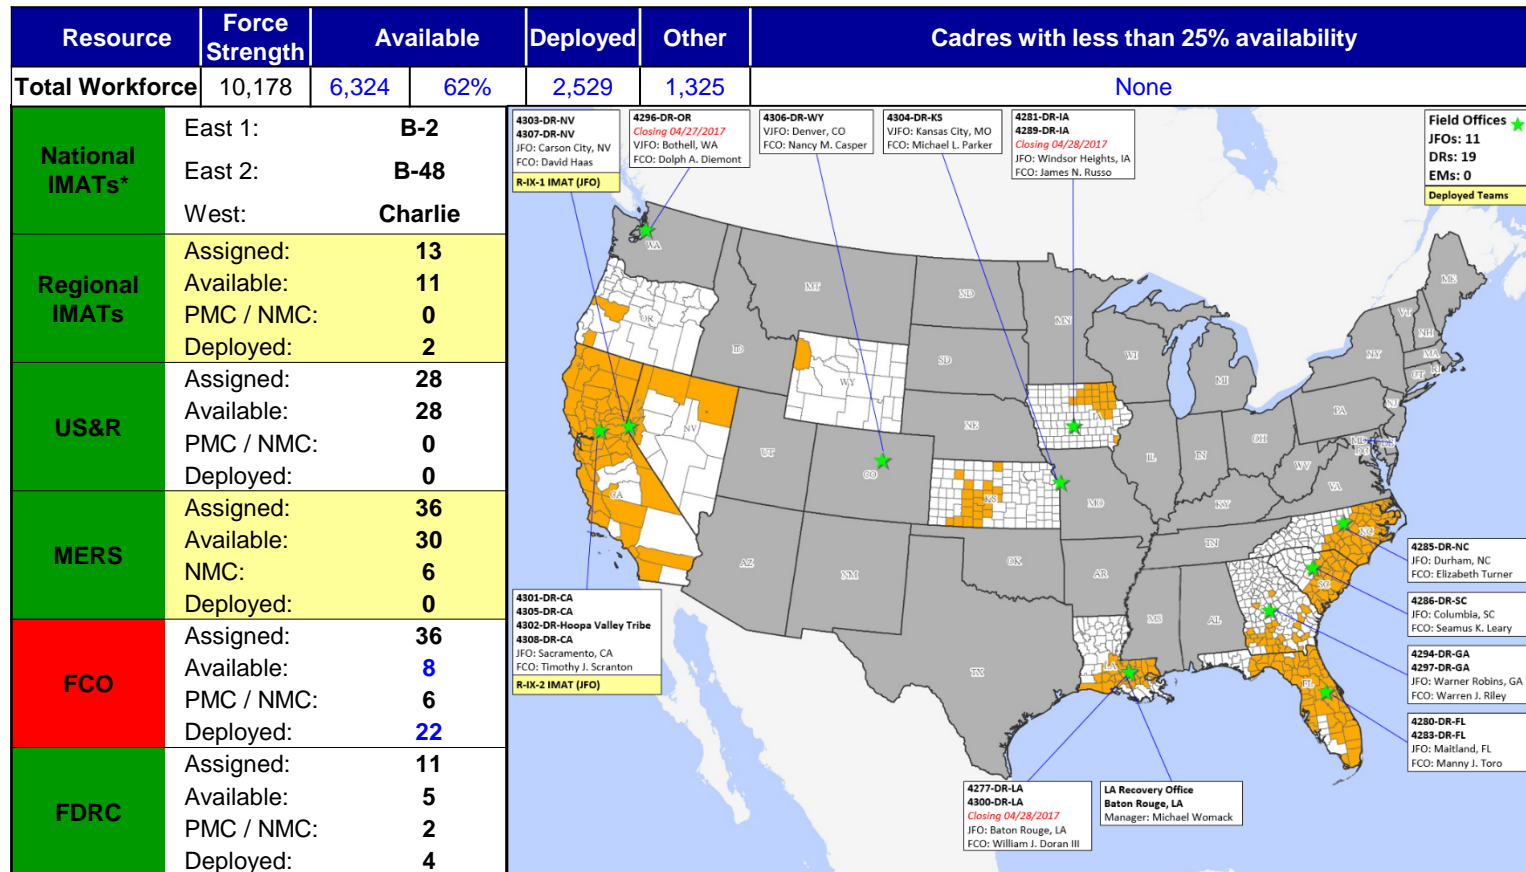 Resource Force Strength Available Deployed Other Cadres with less than 25% availability
Total Workforce 10,178 6,324 62% 2,529 1,325 None
National IMATs*
East 1: B-2
East 2: B-48
West: Charlie
Regional IMATs
Assigned: 13
Available: 11
PMC / NMC: 0
Deployed: 2
US&R
Assigned: 28
Available: 28
PMC / NMC: 0
Deployed: 0
MERS
Assigned: 36
Available: 30
NMC: 6
Deployed: 0
FCO
Assigned: 36
Available: 8
PMC / NMC: 6
Deployed: 22
FDRC
Assigned: 11
Available: 5
PMC / NMC: 2
Deployed: 4
4303-DR-NV
4307-DR-NV
JFO: Carson City, NV
FCO: David Haas
R-IX-1 IMAT (JFO)
4296-DR-OR
Closing 04/27/2017
VJFO: Bothell, WA
FCO: Dolph A. Diemont
4306-DR-WY
VJFO: Denver, CO
FCO: Nancy M. Casper
4304-DR-KS
VJFO: Kansas City, MO
FCO: Michael L. Parker
4281-DR-IA
4289-DR-IA
Closing 04/28/2017
JFO: Windsor Heights, IA
FCO: James N. Russo
Field Offices
JFOs: 11
DRs: 19
EMs: 0
Deployed Teams
WA
MT
ND
MN
ME
OR
ID
SD
WI
MI
VT
NH
NY
MA
CT
RI
WY
NV
UT
CO
NE
IA
IL
IN
OH
PA
NJ
MD
DE
DC
WV
VA
CA
KS
MO
KY
AZ
NM
OK
AR
TN
NC
SC
TX
LA
MS
AL
FL
4301-DR-CA
4305-DR-CA
4302-DR-Hoopa Valley Tribe
4308-DR-CA
JFO: Sacramento, CA
FCO: Timothy J. Scranton
R-IX-2 IMAT (JFO)
4285-DR-NC
JFO: Durham, NC
FCO: Elizabeth Turner
4286-DR-SC
JFO: Columbia, SC
FCO: Seamus K. Leary
4294-DR-GA
4297-DR-GA
JFO: Warner Robins, GA
FCO: Warren J. Riley
4280-DR-FL
4283-DR-FL
JFO: Maitland, FL
FCO: Manny J. Toro
4277-DR-LA
4300-DR-LA
Closing 04/28/2017
JFO: Baton Rouge, LA
FCO: William J. Doran III
LA Recovery Office
Baton Rouge, LA
Manager: Michael Womack